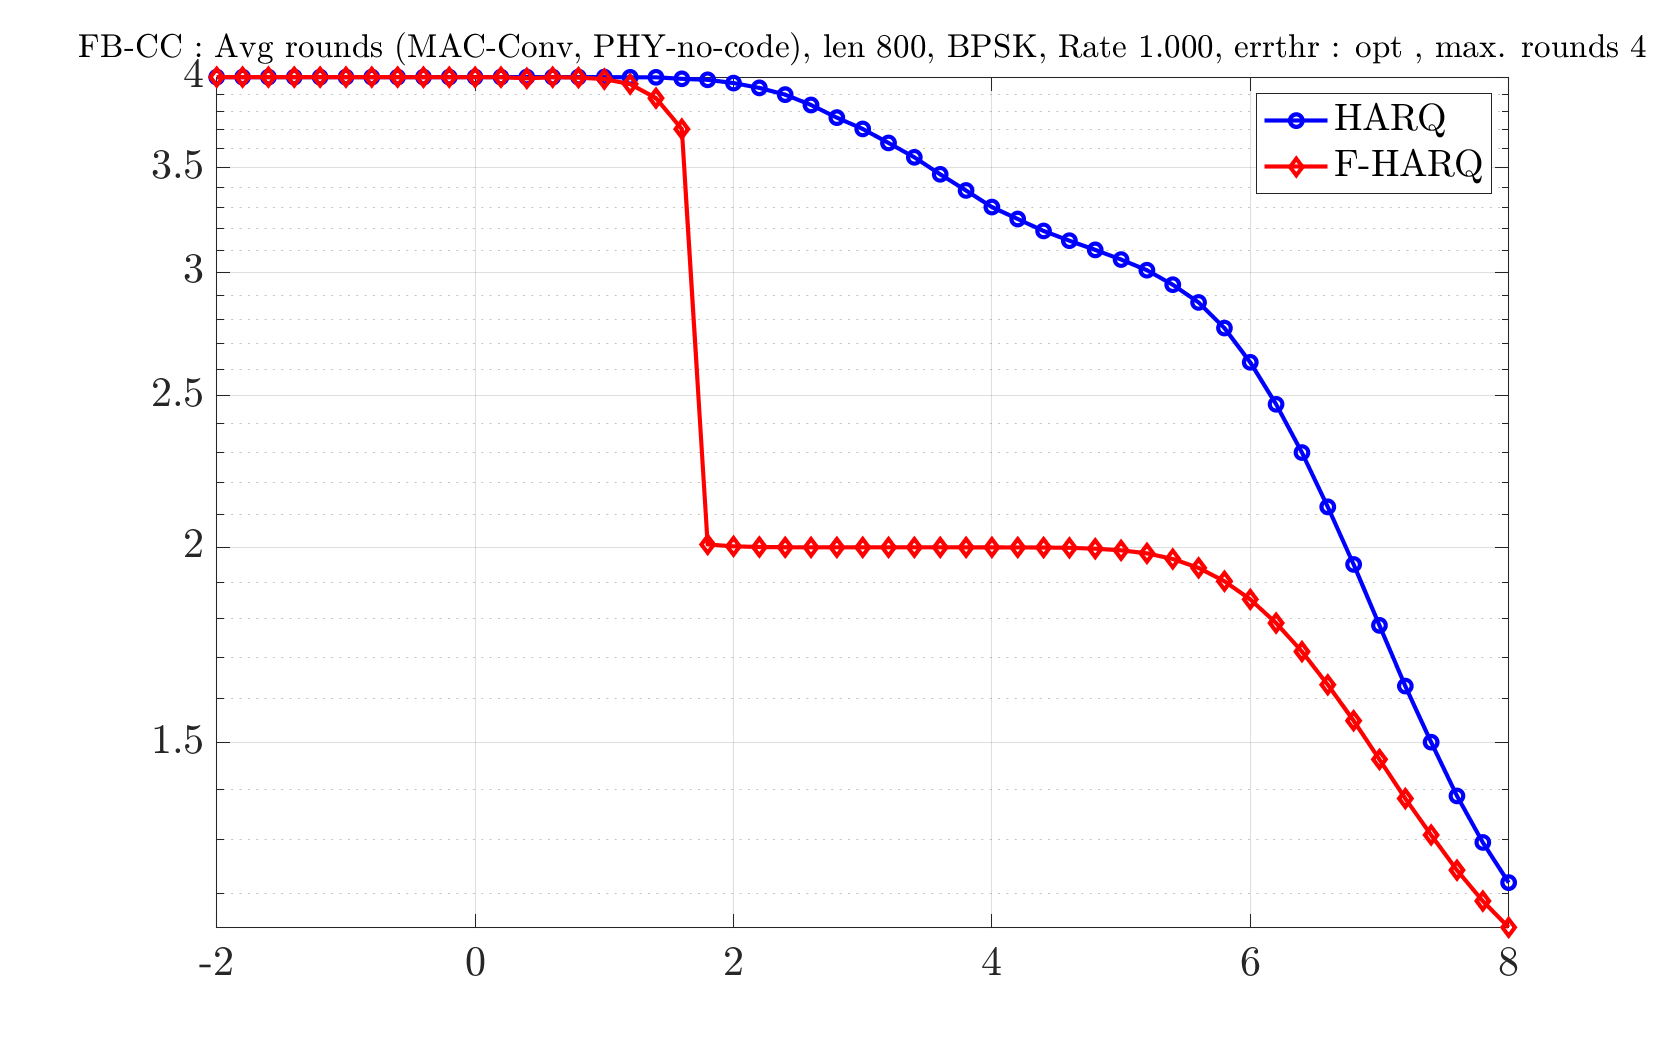 FB-CC : Avg rounds (MAC-Conv, PHY-no-code), len 800, BPSK, Rate 1.000, errthr : opt , max. rounds 4
4
HARQ
F-HARQ
3.5
3
2.5
2
1.5
-2 0 2 4 6 8